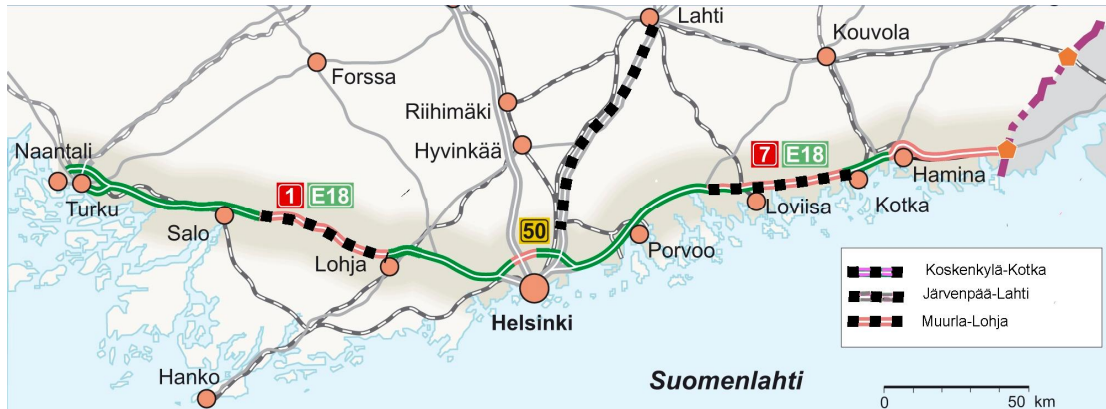 Lahti
Kouvola
Forssa
Riihimäki
Naantali
Hyvinkää
7 E18
Hamina
1 E18
Turku
Loviisa
Kotka
Salo
50
Porvoo
Lohja
Koskenkylä-Kotka
Järvenpää-Lahti
Helsinki
Muurla-Lohja
Hanko
Suomenlahti
0 50 km